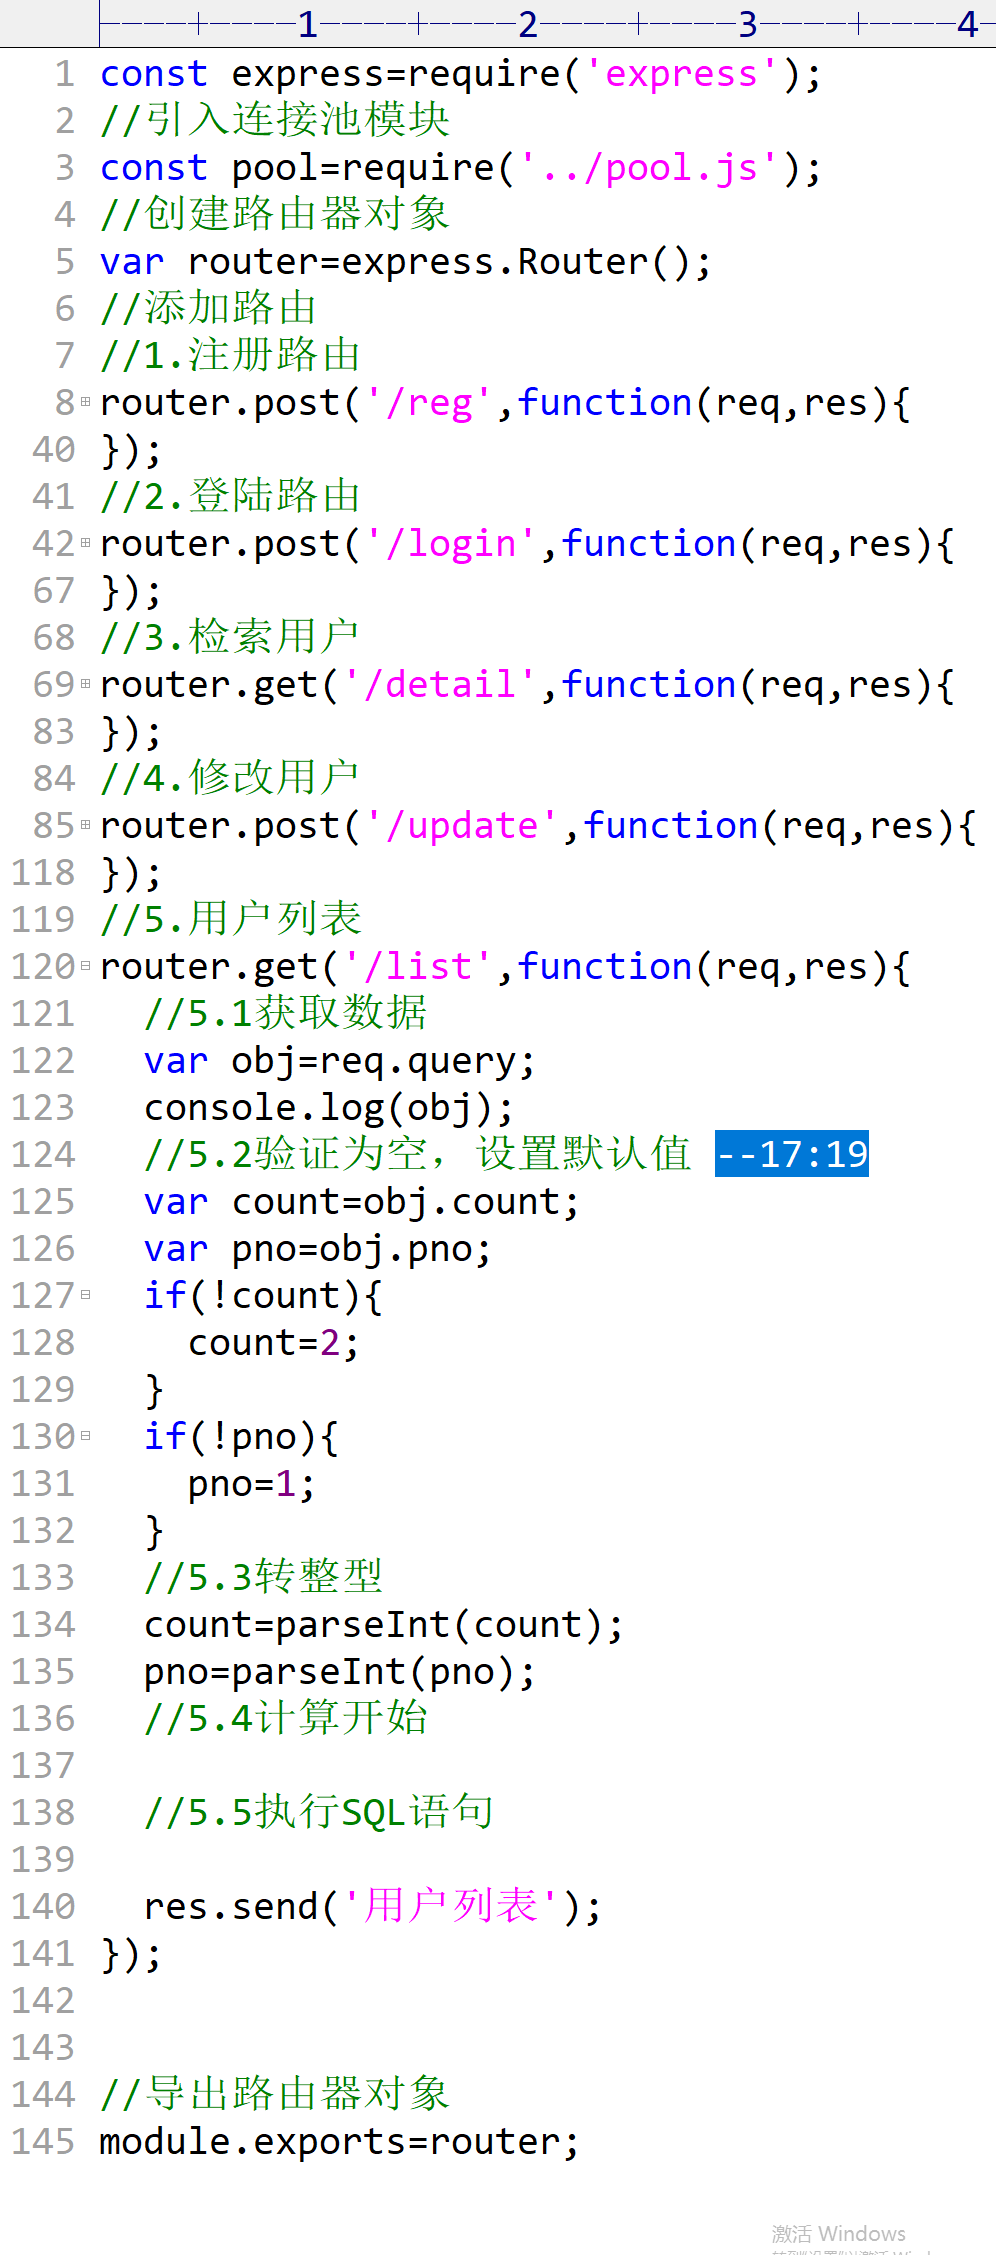 1 2 3 4
1 const express=require('express');
2 //引入连接池模块
3 const pool=require('../pool.js');
4 //创建路由器对象
5 var router=express.Router();
6 //添加路由
7 //1.注册路由
8 router.post('/reg',function(req,res){
40 });
41 //2.登陆路由
42 router.post('/login',function(req,res){
67 });
68 //3.检索用户
69 router.get('/detail',function(req,res){
83 });
84 //4.修改用户
85 router.post('/update',function(req,res){
118 });
119 //5.用户列表
120 router.get('/list',function(req,res){
121 //5.1获取数据
122 var obj=req.query;
123 console.log(obj);
124 //5.2验证为空，设置默认值 --17:19
125 var count=obj.count;
126 var pno=obj.pno;
127 if(!count){
128 count=2;
129 }
130 if(!pno){
131 pno=1;
132 }
133 //5.3转整型
134 count=parseInt(count);
135 pno=parseInt(pno);
136 //5.4计算开始
137
138 //5.5执行SQL语句
139
140 res.send('用户列表');
141 });
142
143
144 //导出路由器对象
145 module.exports=router;
激活 Windows